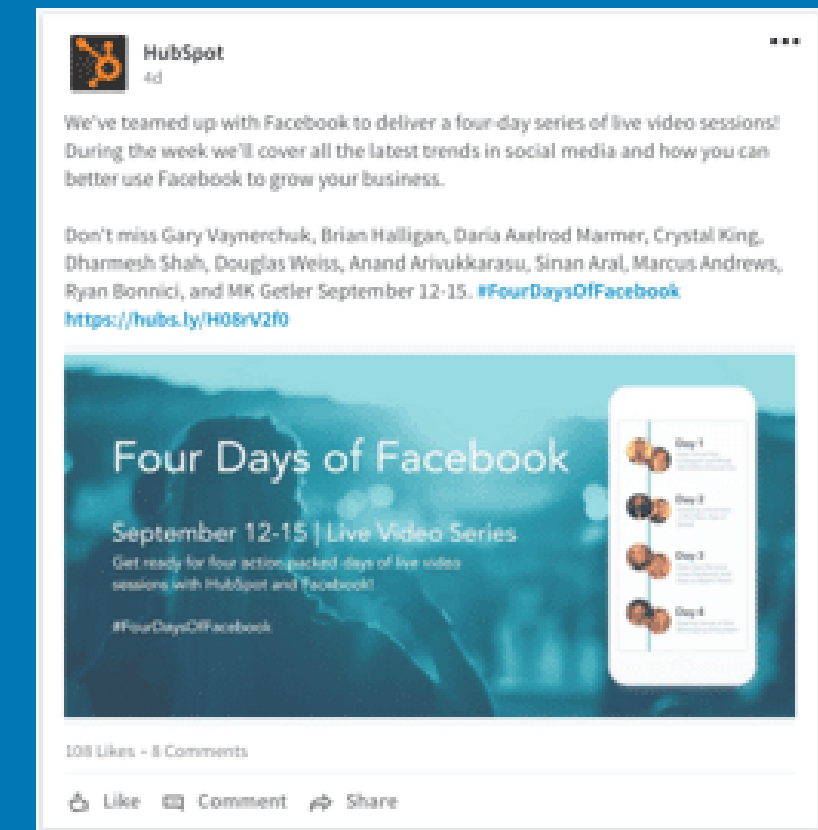 HubSpot
4d
We've teamed up with Facebook to deliver a four-day series of live video sessions!
During the week we'll cover all the latest trends in social media and how you can
better use Facebook to grow your business.
Don't miss Gary Vaynerchuk, Brian Halligan, Daria Axelrod Marmer, Crystal King,
Dharmesh Shah, Douglas Weiss, Anand Arivukkarasu, Sinan Aral, Marcus Andrews,
Ryan Bonnici, and MK Getler September 12-15. #FourDaysOfFacebook
https://hubs.ly/H08rV2f0
Four Days of Facebook
September 12-15 | Live Video Series
Get ready for four action packed days of live video
sessions with HubSpot and Facebook!
#FourDaysOfFacebook
Day 1
Day 2
Day 3
Day 4
108 Likes - 8 Comments
Like Comment Share